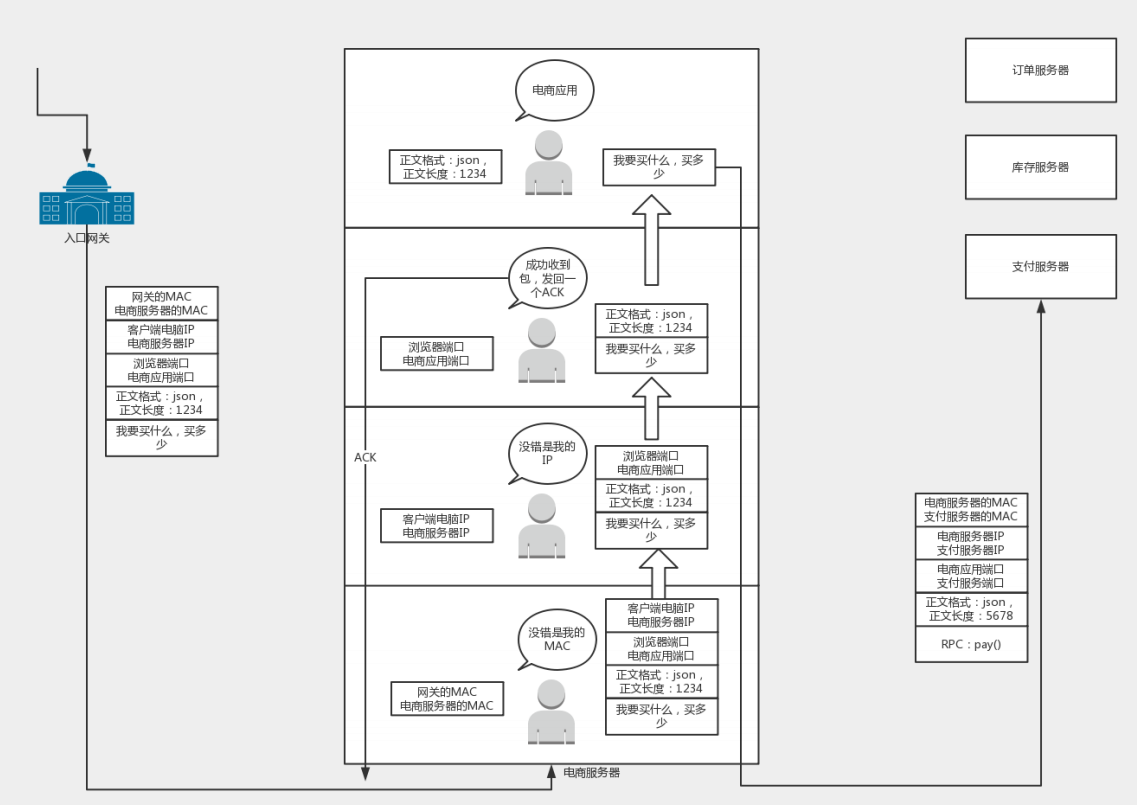 入口网关
网关的MAC
电商服务器的MAC
客户端电脑IP
电商服务器IP
浏览器端口
电商应用端口
正文格式：json，
正文长度：1234
我要买什么，买多
少
电商应用
正文格式：json，
正文长度：1234
我要买什么，买多
少
成功收到
包，发回一
个ACK
浏览器端口
电商应用端口
正文格式：json，
正文长度：1234
我要买什么，买多
少
ACK
没错是我的
IP
客户端电脑IP
电商服务器IP
浏览器端口
电商应用端口
正文格式：json，
正文长度：1234
我要买什么，买多
少
没错是我的
MAC
网关的MAC
电商服务器的MAC
客户端电脑IP
电商服务器IP
浏览器端口
电商应用端口
正文格式：json，
正文长度：1234
我要买什么，买多
少
电商服务器
订单服务器
库存服务器
支付服务器
电商服务器的MAC
支付服务器的MAC
电商服务器IP
支付服务器IP
电商应用端口
支付服务端口
正文格式：json，
正文长度：5678
RPC：pay()